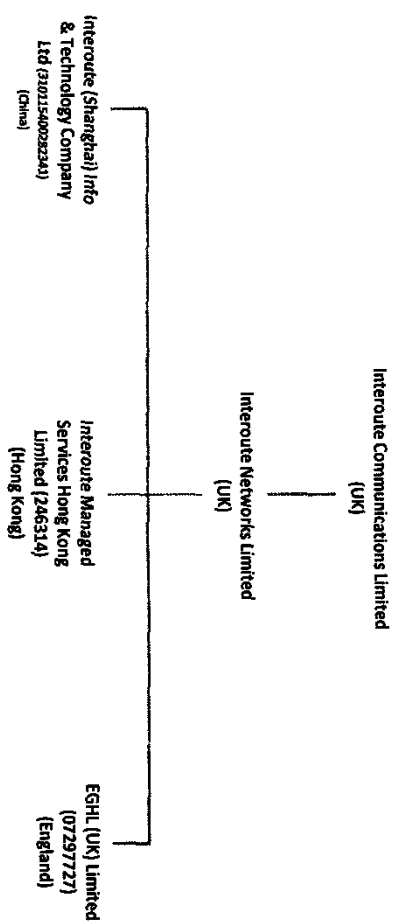 Interoute Communications Limited
(UK)
Interoute Networks Limited
(UK)
Interoute (Shanghai) Info
& Technology Company
Ltd (310115400282341)
(China)
Interoute Managed
Services Hong Kong
Limited (246314)
(Hong Kong)
EGHL (UK) Limited
(07297727)
(England)